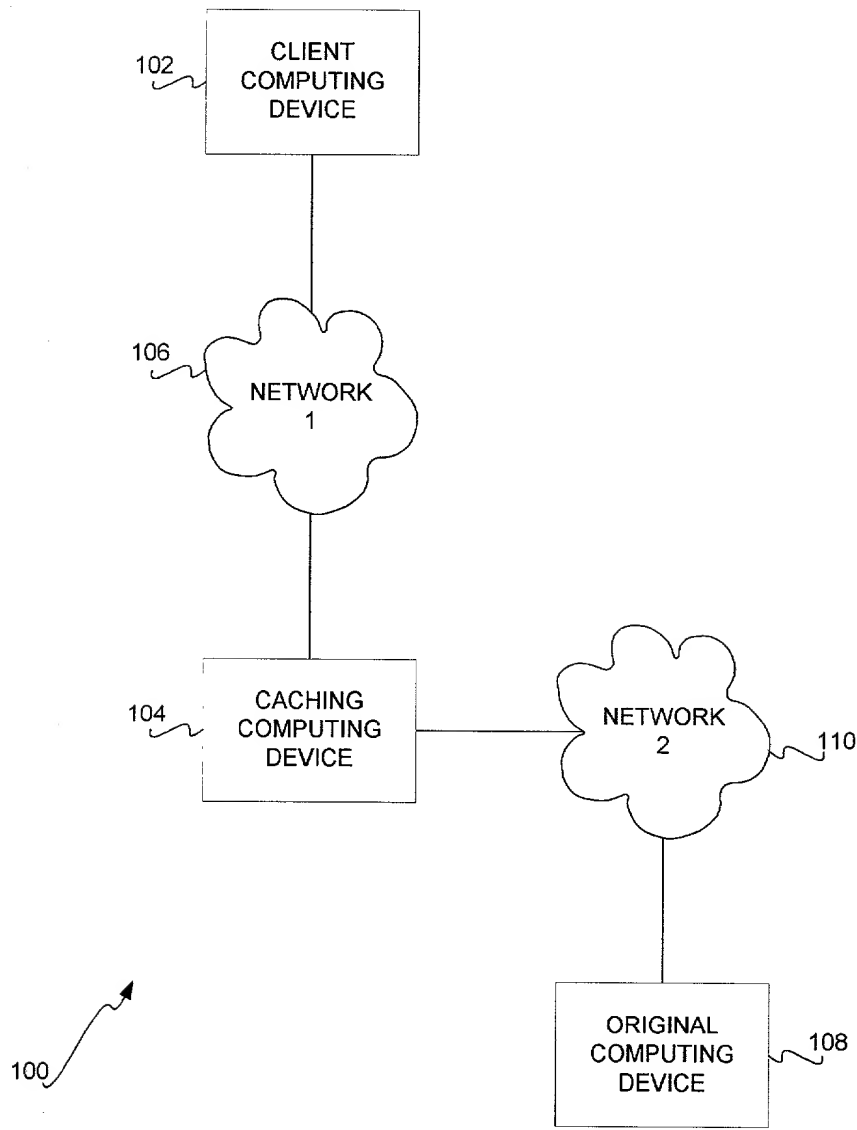 102
CLIENT
COMPUTING
DEVICE
106
NETWORK
1
104
CACHING
COMPUTING
DEVICE
NETWORK
2
110
100
ORIGINAL
COMPUTING
DEVICE
108